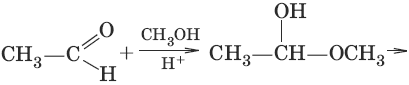 OH
O CH₃OH
CH₃—C + → CH₃—CH—OCH₃→
H H⁺